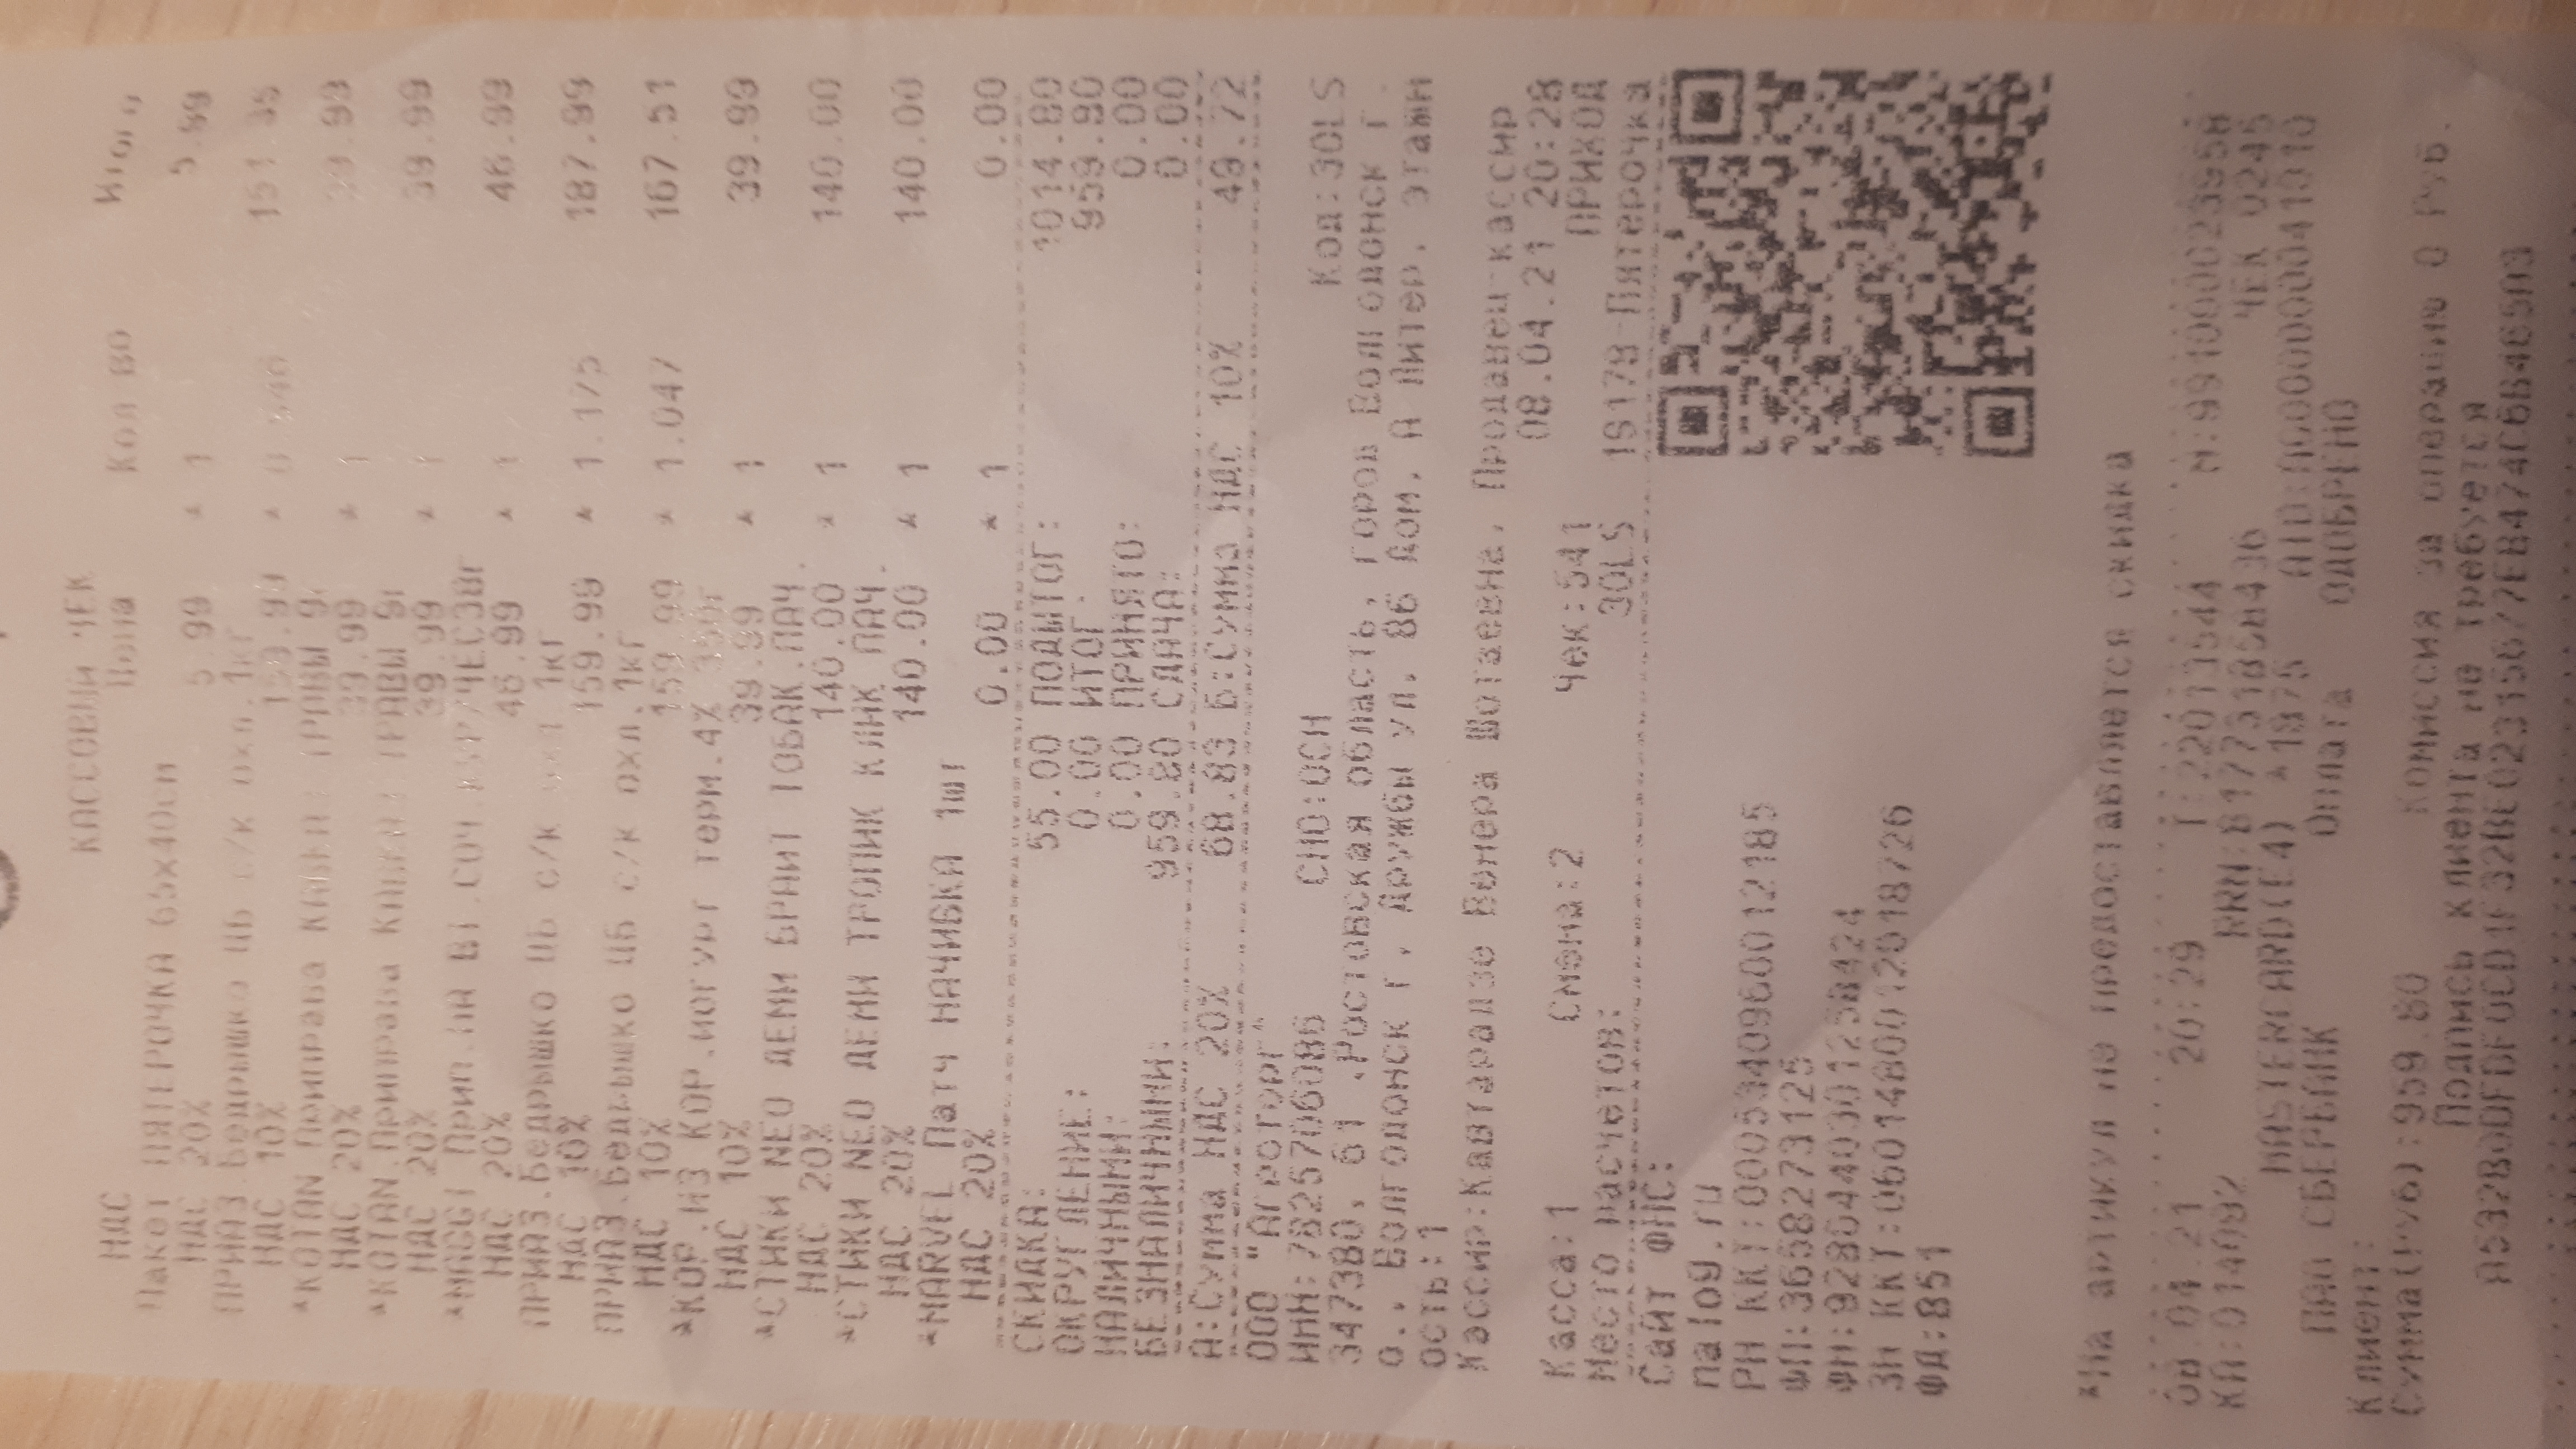 КАССОВЫЙ ЧЕК
НДС Цена Кол-во Итого
Пакет ПЯТЕРОЧКА 65х40см
НДС 20% 5.99 * 1 5.99
ПРИАЗ.Бедрышко ЦБ с/к охл.1кг
НДС 10% 159.99 * 0.946 151.35
*KOTAN.Приправа КАВКАЗ.ТРАВЫ 9г
НДС 20% 39.99 * 1 39.99
*KOTAN.Приправа КАВКАЗ.ТРАВЫ 9г
НДС 20% 39.99 * 1 39.99
*MAGGI Прип.НА ВТ.СОЧ.КУР/ЧЕС38г
НДС 20% 46.99 * 1 46.99
ПРИАЗ.Бедрышко ЦБ с/к охл.1кг
НДС 10% 159.99 * 1.175 187.99
ПРИАЗ.Бедрышко ЦБ с/к охл.1кг
НДС 10% 159.99 * 1.047 167.51
*КОР.ИЗ КОР.йогурт терм.4% 350г
НДС 10% 39.99 * 1 39.99
*СТИКИ NEO ДЕМИ БРАЙТ ТОБАК.ПАЧ.
НДС 20% 140.00 * 1 140.00
*СТИКИ NEO ДЕМИ ТРОПИК КЛИК ПАЧ.
НДС 20% 140.00 * 1 140.00
*MARVEL Патч НАЧИВКА 1шт
НДС 20% 0.00 * 1 0.00
СКИДКА: 55.00 ПОДЫТОГ: 1014.80
ОКРУГЛЕНИЕ: 0.00 ИТОГ: 959.80
НАЛИЧНЫМИ: 0.00 ПРИНЯТО: 0.00
БЕЗНАЛИЧНЫМИ: 959.80 СДАЧА: 0.00
А:Сумма НДС 20% 68.83 Б:Сумма НДС 10% 49.72
ООО "Агроторг"
ИНН:7825706086 СНО:ОСН Код:30LS
347380, 61 ,Ростовская область, город Волгодонск г.
о., Волгодонск г, Дружбы ул, 86 Дом, А Литер, этажн
ость:1
Кассир:Кавтарадзе Венера Шотаевна, Продавец-кассир
08.04.21 20:28
Касса:1 Смена:2 Чек:541 ПРИХОД
Место расчетов: 30LS 19178-Пятерочка
Сайт ФНС:
nalog.ru
РН ККТ:0005340960012185
ФП:3658273125
ФН:9280440301258424
ЗН ККТ:0601480012018726
ФД:851
*На артикул не предоставляется скидка
08.04.21 20:29 Т:22013544 М:991000023958
КА:014092 RRN:817731858436 ЧЕК 0245
MASTERCARD(E4) *1975 AID:A0000000041010
ПАО СБЕРБАНК Оплата ОДОБРЕНО
Клиент:
Сумма(Руб):959.80 Комиссия за операцию 0 Руб.
Подпись клиента не требуется